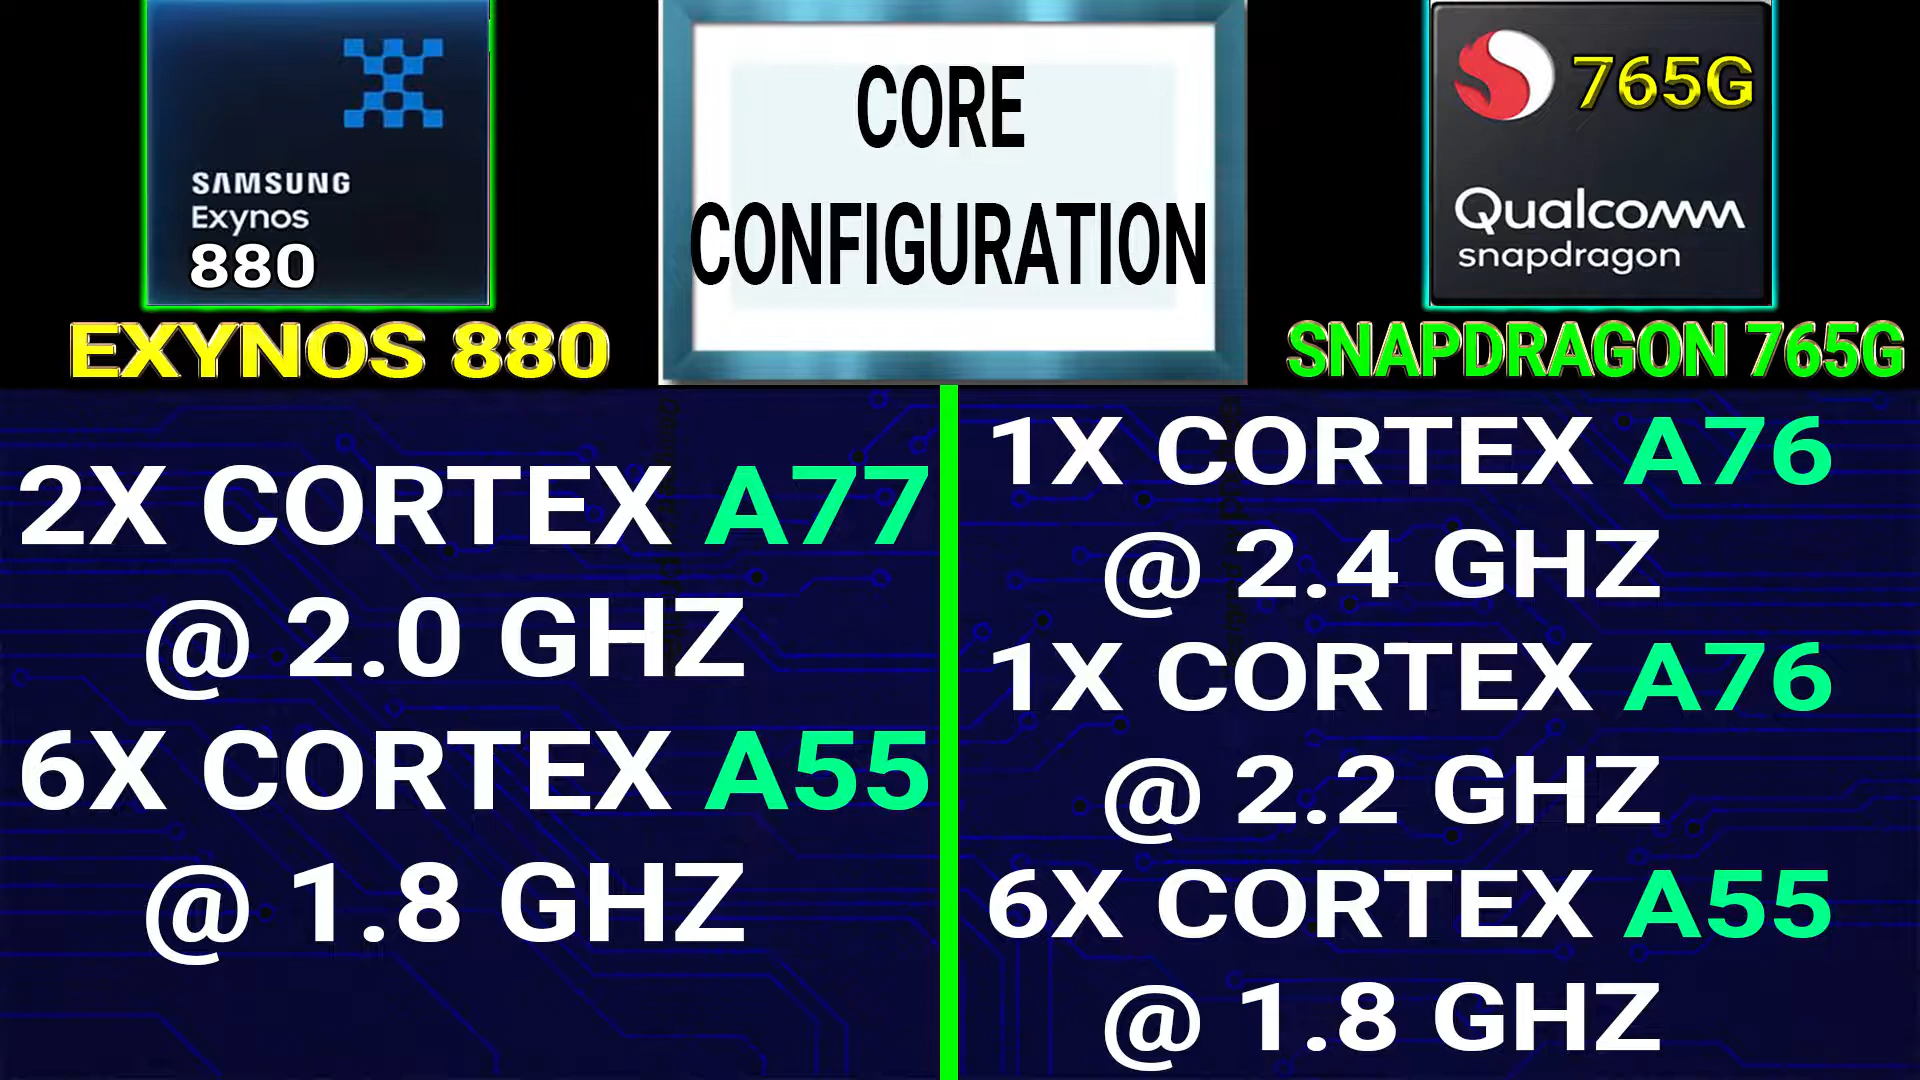 SAMSUNG
Exynos
880
EXYNOS 880
CORE
CONFIGURATION
765G
Qualcomm
snapdragon
SNAPDRAGON 765G
2X CORTEX A77
@ 2.0 GHZ
6X CORTEX A55
@ 1.8 GHZ
1X CORTEX A76
@ 2.4 GHZ
1X CORTEX A76
@ 2.2 GHZ
6X CORTEX A55
@ 1.8 GHZ